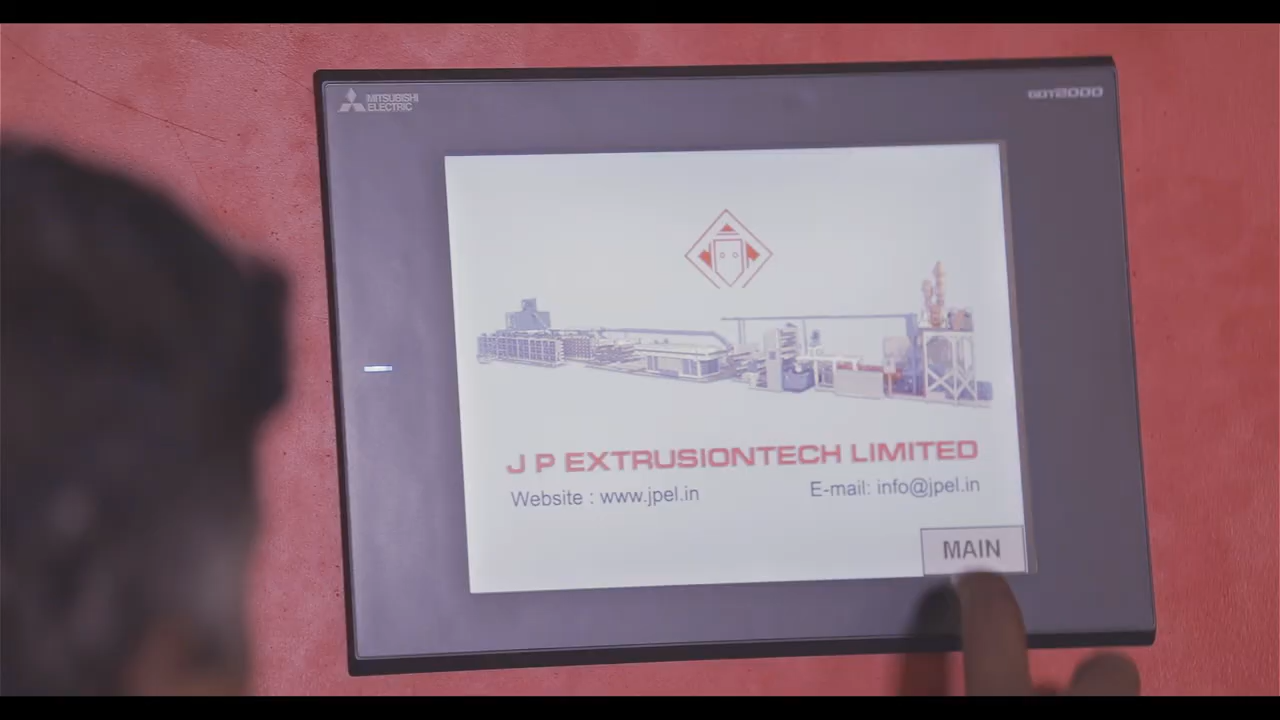 MITSUBISHI
ELECTRIC
GOT2000
J P EXTRUSIONTECH LIMITED
Website : www.jpel.in
E-mail: info@jpel.in
MAIN